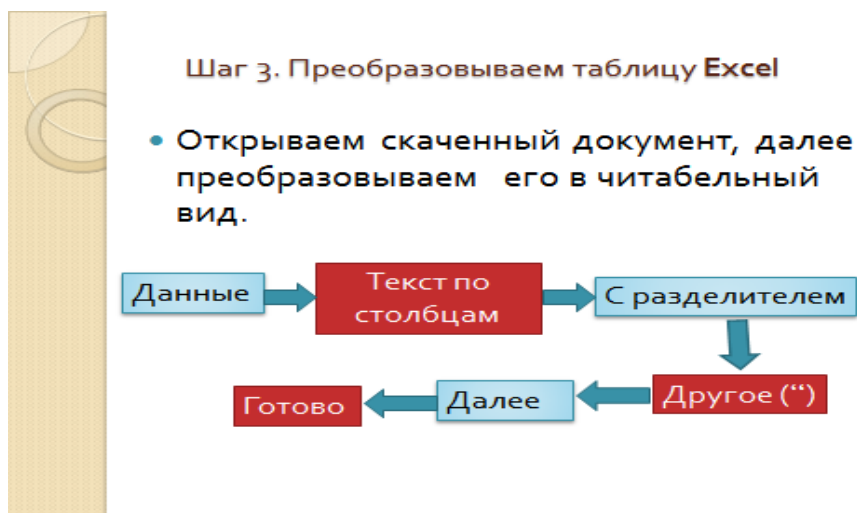 Шаг 3. Преобразовываем таблицу Excel
• Открываем скаченный документ, далее
преобразовываем его в читабельный
вид.
Данные
Текст по
столбцам
С разделителем
Другое (“)
Далее
Готово